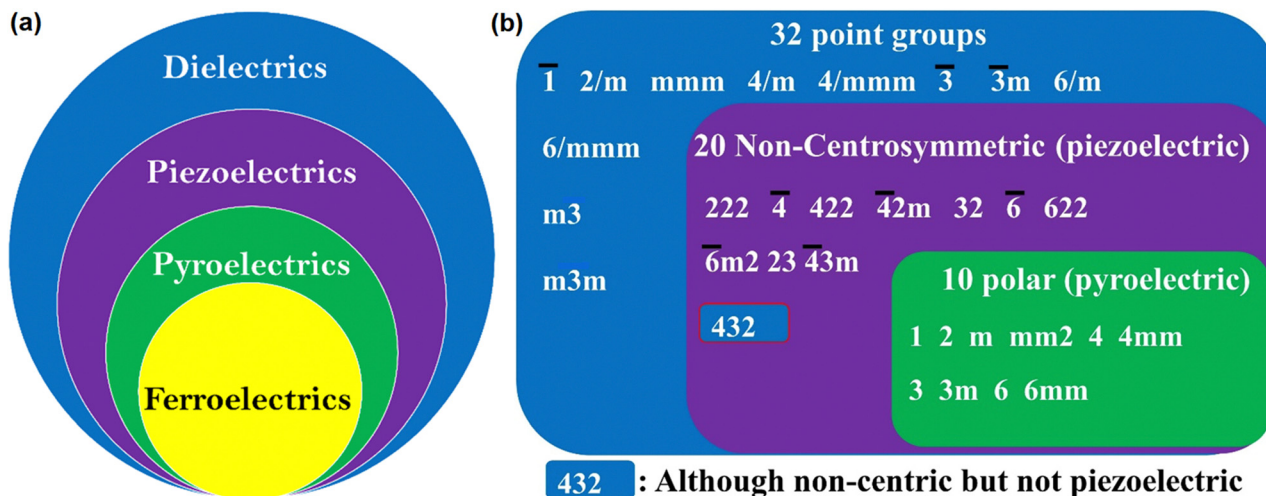 (a)
Dielectrics
Piezoelectrics
Pyroelectrics
Ferroelectrics
(b)
32 point groups
1̅ 2/m mmm 4/m 4/mmm 3̅ 3̅m 6/m
6/mmm
m3
m3m
20 Non-Centrosymmetric (piezoelectric)
222 4̅ 422 4̅2m 32 6̅ 622
6̅m2 23 4̅3m
432
10 polar (pyroelectric)
1 2 m mm2 4 4mm
3 3m 6 6mm
432 : Although non-centric but not piezoelectric